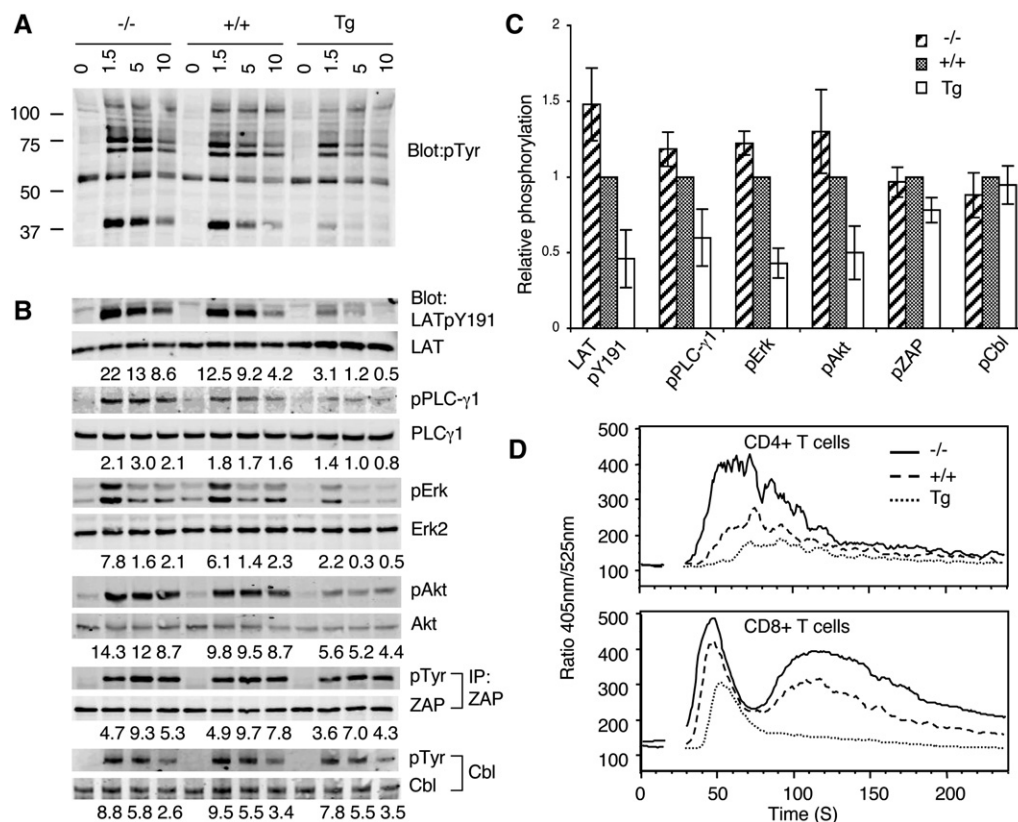 A
-/- +/+ Tg
0 1.5 5 10 0 1.5 5 10 0 1.5 5 10
100
75
50
37
Blot:pTyr
B
Blot:
LATpY191
LAT
22 13 8.6 12.5 9.2 4.2 3.1 1.2 0.5
pPLC-γ1
PLCγ1
2.1 3.0 2.1 1.8 1.7 1.6 1.4 1.0 0.8
pErk
Erk2
7.8 1.6 2.1 6.1 1.4 2.3 2.2 0.3 0.5
pAkt
Akt
14.3 12 8.7 9.8 9.5 8.7 5.6 5.2 4.4
pTyr
ZAP
IP:
ZAP
4.7 9.3 5.3 4.9 9.7 7.8 3.6 7.0 4.3
pTyr
Cbl
Cbl
8.8 5.8 2.6 9.5 5.5 3.4 7.8 5.5 3.5
C
Relative phosphorylation
2
1.5
1
0.5
0
-/-
+/+
Tg
LAT
pY191
pPLC-γ1
pErk
pAkt
pZAP
pCbl
D
Ratio 405nm/525nm
500
400
300
200
100
CD4+ T cells
-/-
+/+
Tg
500
400
300
200
100
CD8+ T cells
0 50 100 150 200
Time (S)